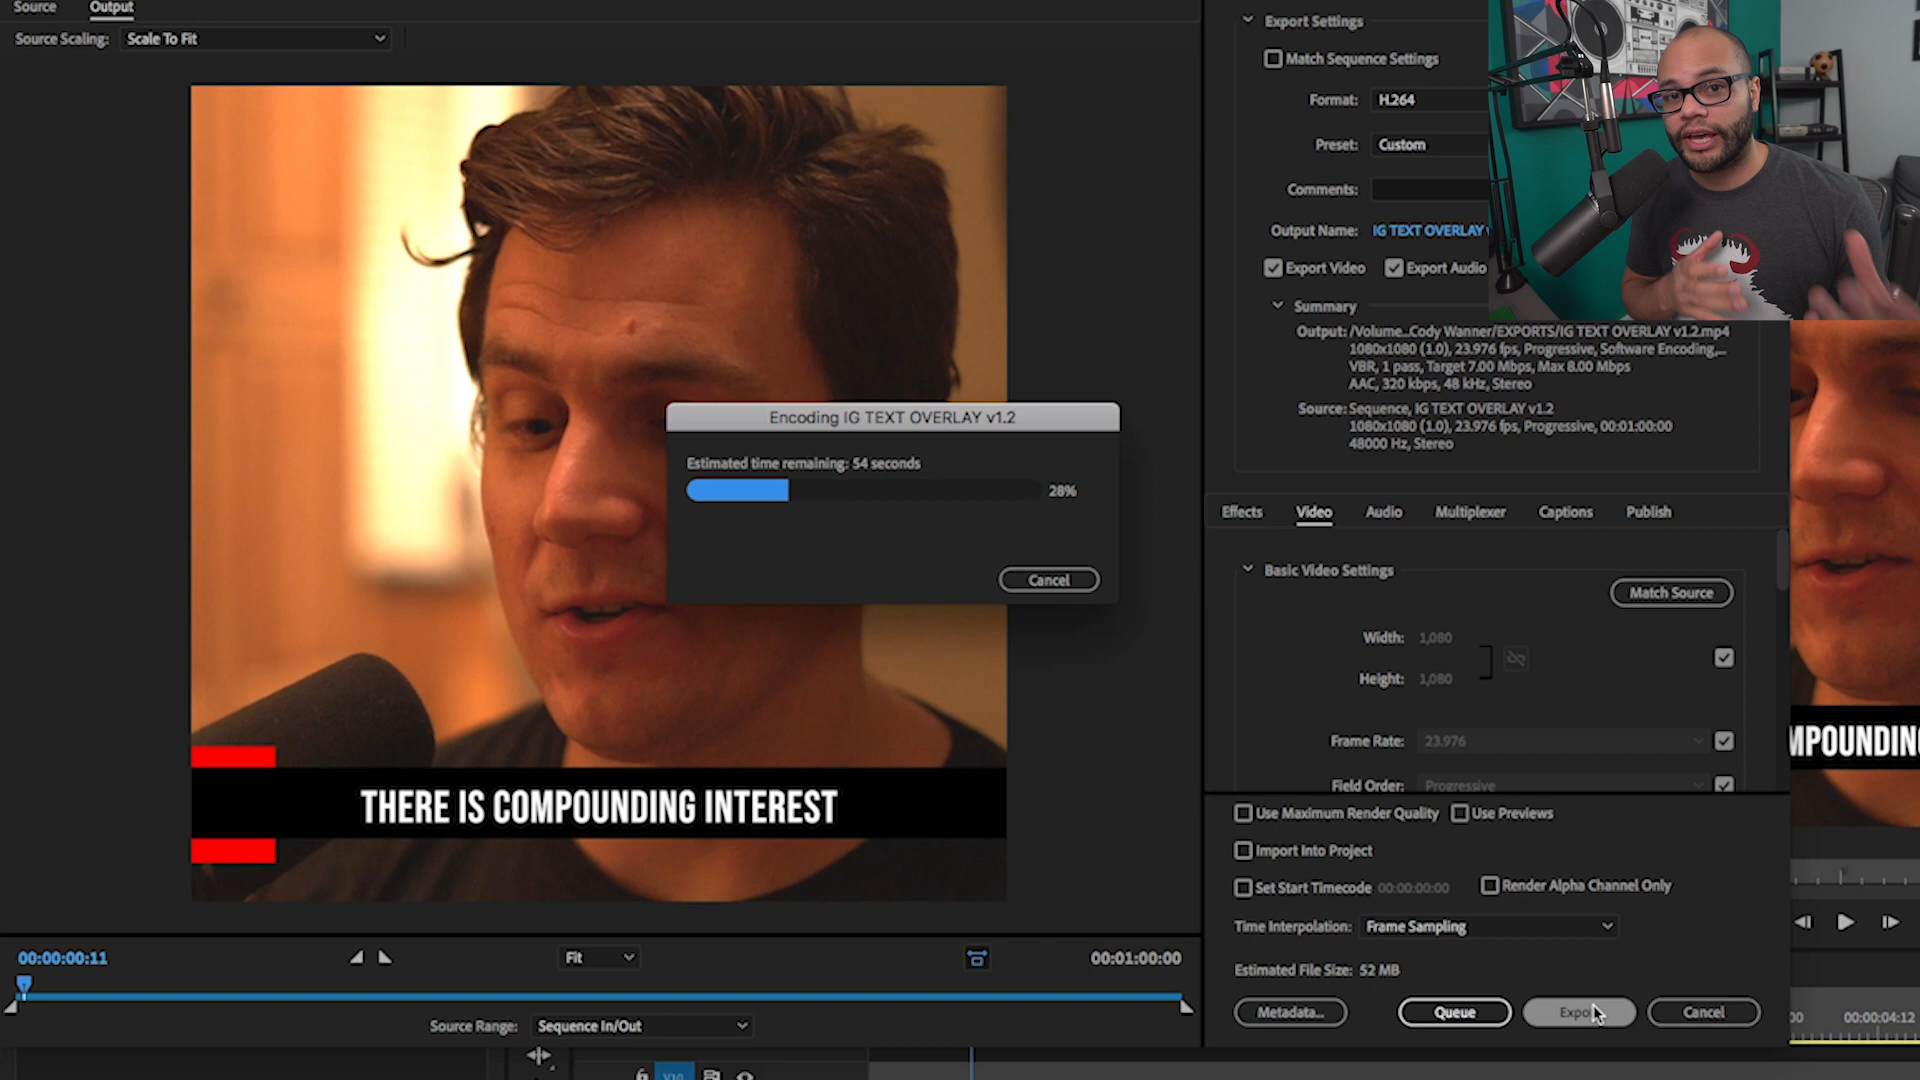 Source Output
Source Scaling: Scale To Fit
THERE IS COMPOUNDING INTEREST
Encoding IG TEXT OVERLAY v1.2
Estimated time remaining: 54 seconds
28%
Cancel
00:00:00:11
Fit
00:01:00:00
Source Range: Sequence In/Out
Export Settings
Match Sequence Settings
Format: H.264
Preset: Custom
Comments:
Output Name: IG TEXT OVERLAY
Export Video Export Audio
Summary
Output: /Volume...Cody Wanner/EXPORTS/IG TEXT OVERLAY v1.2.mp4
1080x1080 (1.0), 23.976 fps, Progressive, Software Encoding,...
VBR, 1 pass, Target 7.00 Mbps, Max 8.00 Mbps
AAC, 320 kbps, 48 kHz, Stereo
Source: Sequence, IG TEXT OVERLAY v1.2
1080x1080 (1.0), 23.976 fps, Progressive, 00:01:00:00
48000 Hz, Stereo
Effects Video Audio Multiplexer Captions Publish
Basic Video Settings
Match Source
Width: 1,080
Height: 1,080
Frame Rate: 23.976
Field Order: Progressive
Use Maximum Render Quality Use Previews
Import Into Project
Set Start Timecode 00:00:00:00 Render Alpha Channel Only
Time Interpolation: Frame Sampling
Estimated File Size: 52 MB
Metadata... Queue Expo Cancel
MPOUNDIN
00 00:00:04:12
V10